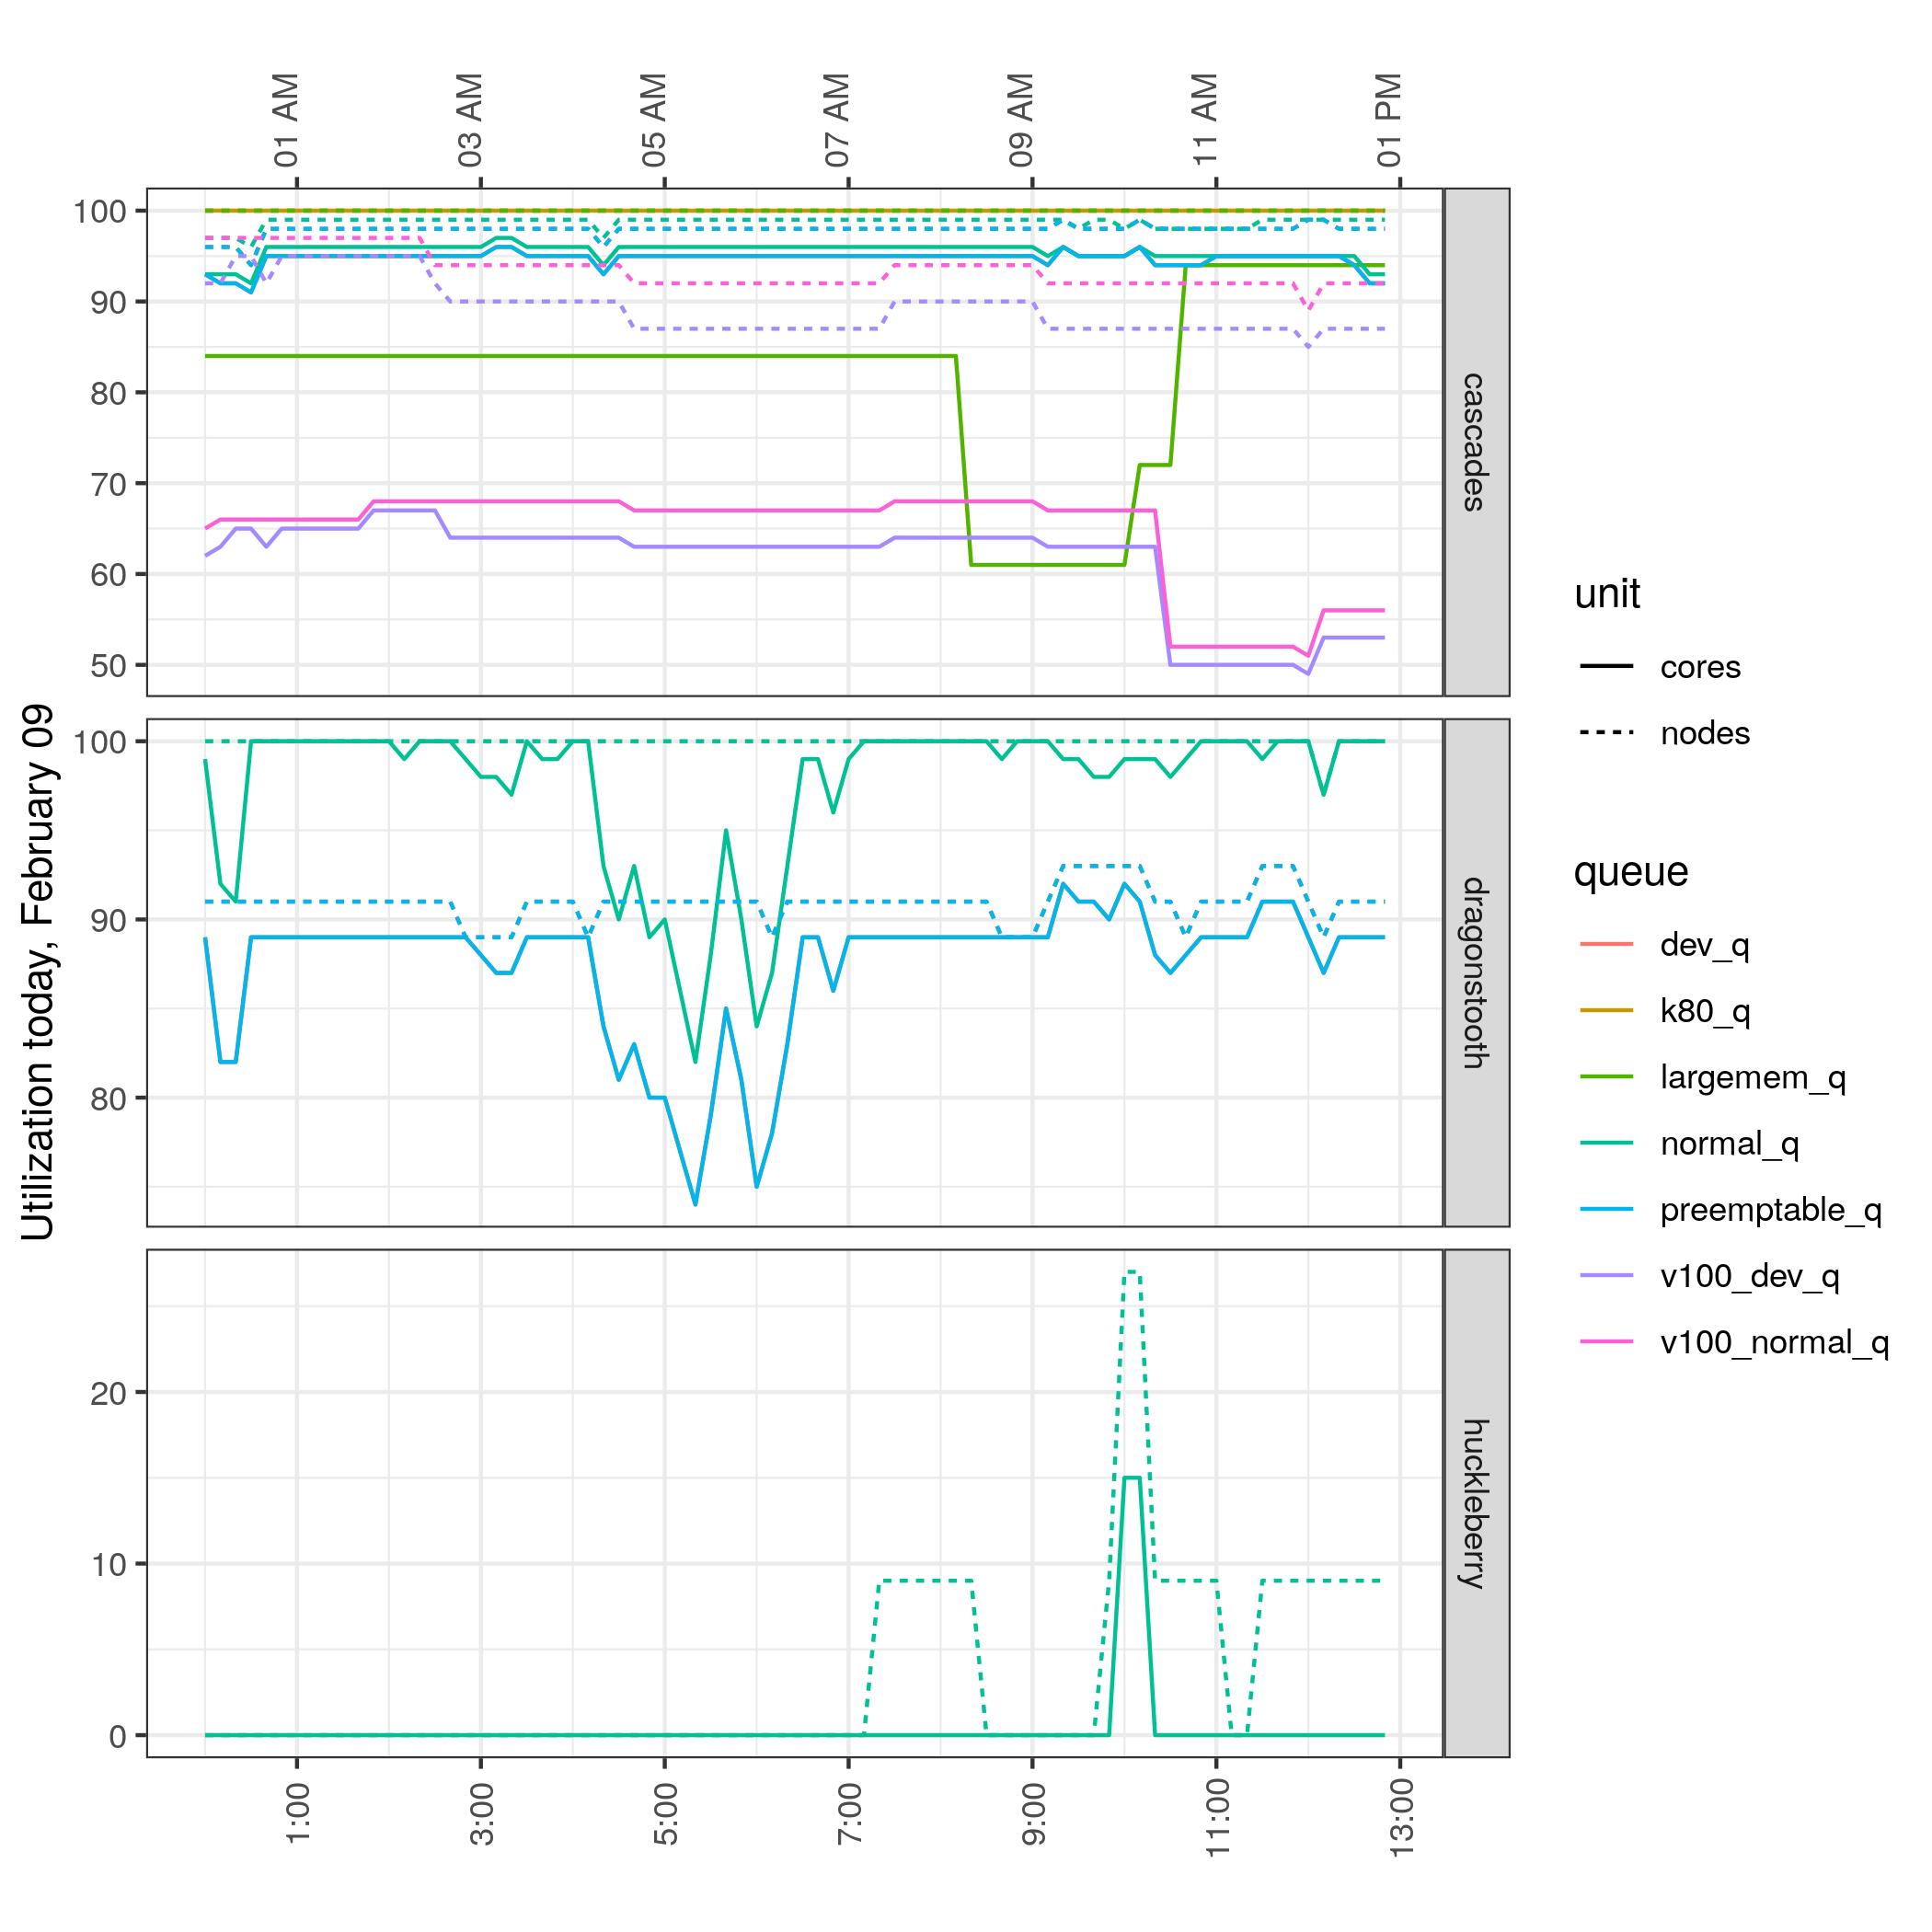 01 AM
03 AM
05 AM
07 AM
09 AM
11 AM
01 PM
Utilization today, February 09
100
90
80
70
60
50
cascades
100
90
80
dragonstooth
20
10
0
huckleberry
1:00
3:00
5:00
7:00
9:00
11:00
13:00
unit
cores
nodes
queue
dev_q
k80_q
largemem_q
normal_q
preemptable_q
v100_dev_q
v100_normal_q